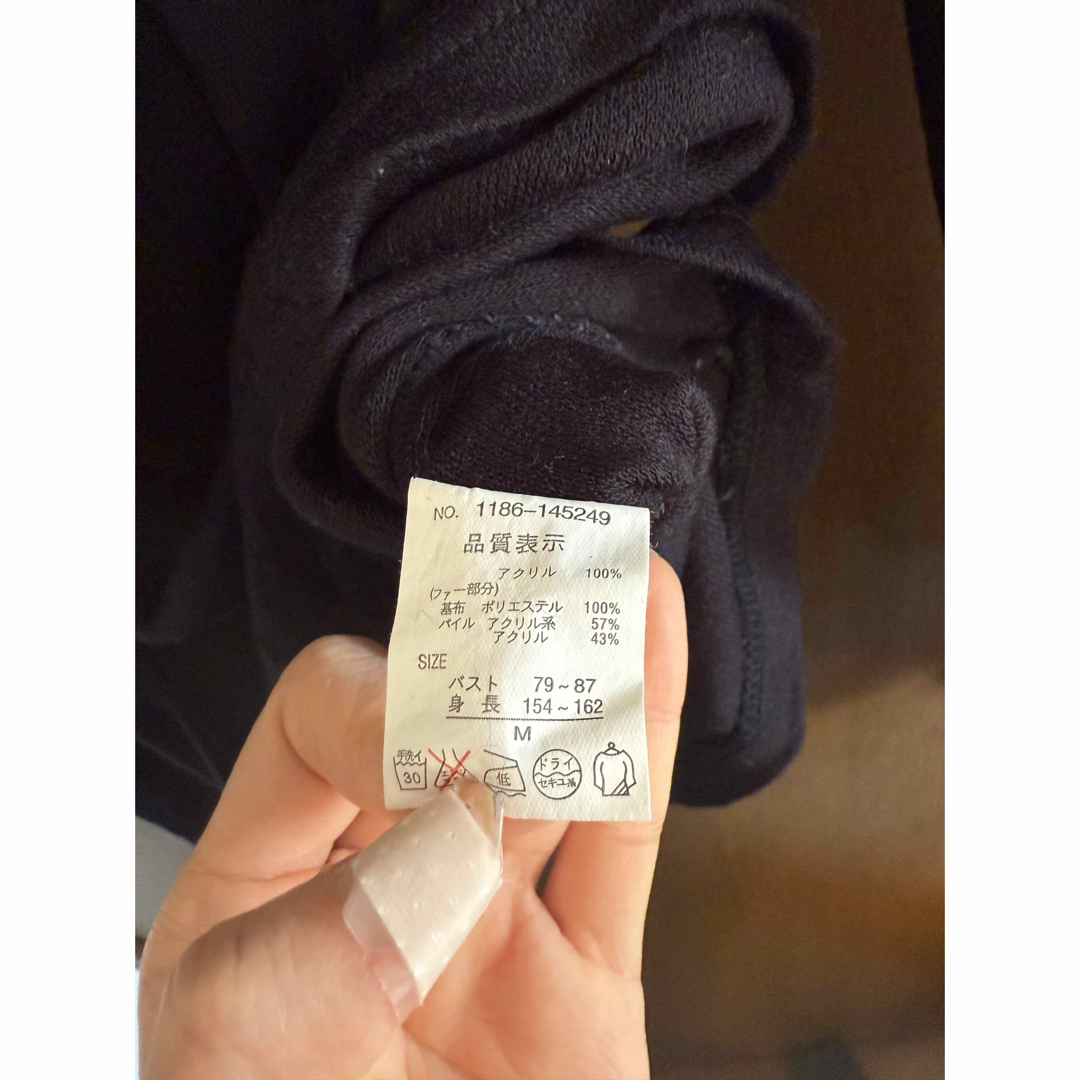 NO. 1186-145249
品質表示
アクリル 100%
(ファー部分)
基布 ポリエステル 100%
パイル アクリル系 57%
アクリル 43%
SIZE
バスト 79~87
身長 154~162
M
手洗イ 30 低 ドライ セキユ系